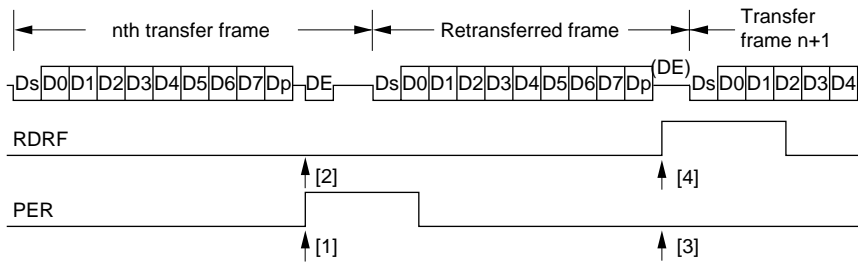 nth transfer frame Retransferred frame Transfer frame n+1
Ds D0 D1 D2 D3 D4 D5 D6 D7 Dp DE Ds D0 D1 D2 D3 D4 D5 D6 D7 Dp (DE) Ds D0 D1 D2 D3 D4
RDRF
[2] [4]
PER
[1] [3]